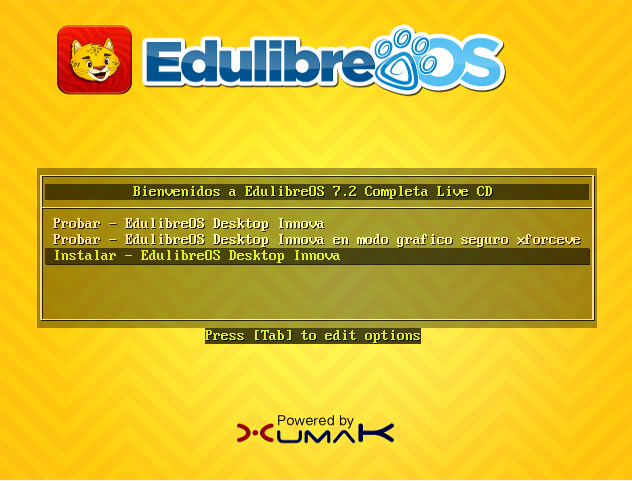 EdulibreOS
Bienvenidos a EdulibreOS 7.2 Completa Live CD
Probar - EdulibreOS Desktop Innova
Probar - EdulibreOS Desktop Innova en modo grafico seguro xforceve
Instalar - EdulibreOS Desktop Innova
Press [Tab] to edit options
Powered by
XUMAK